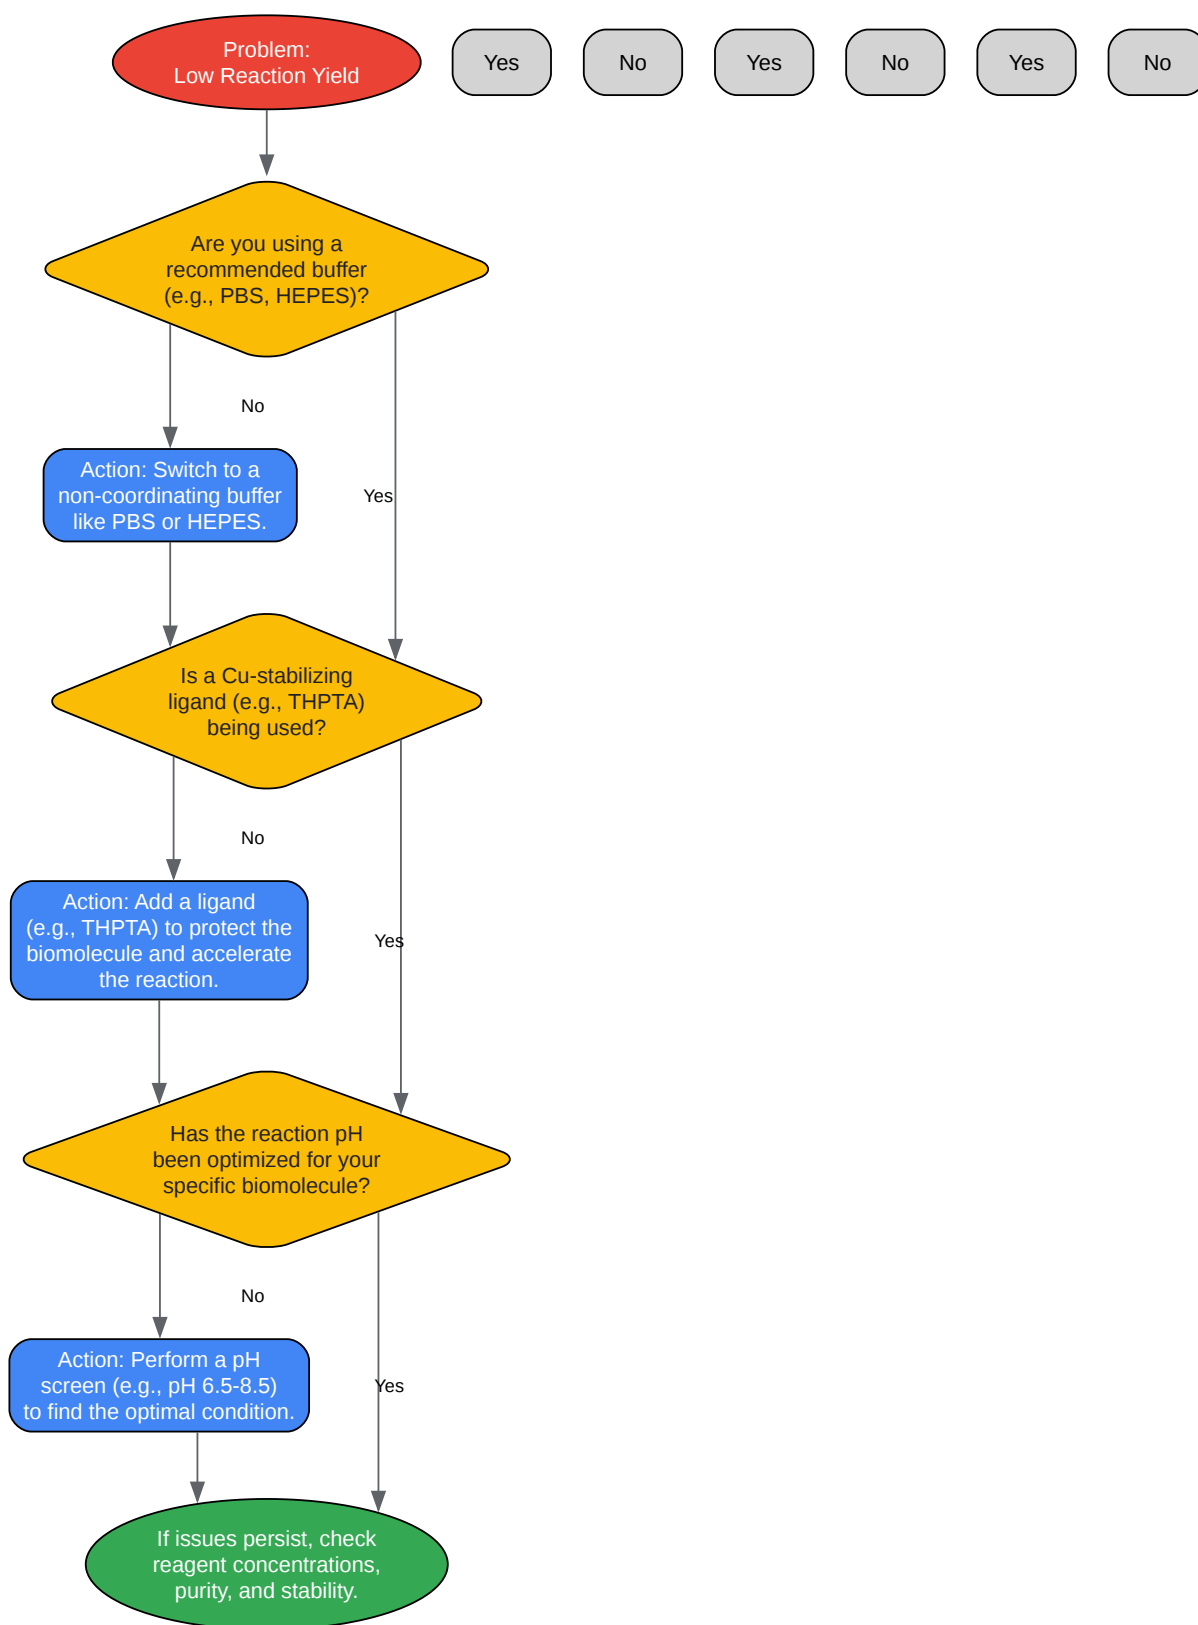 Problem:
Low Reaction Yield
Yes
No
Yes
No
Yes
No
Are you using a
recommended buffer
(e.g., PBS, HEPES)?
No
Action: Switch to a
non-coordinating buffer
like PBS or HEPES.
Yes
Is a Cu-stabilizing
ligand (e.g., THPTA)
being used?
No
Action: Add a ligand
(e.g., THPTA) to protect the
biomolecule and accelerate
the reaction.
Yes
Has the reaction pH
been optimized for your
specific biomolecule?
No
Action: Perform a pH
screen (e.g., pH 6.5-8.5)
to find the optimal condition.
Yes
If issues persist, check
reagent concentrations,
purity, and stability.